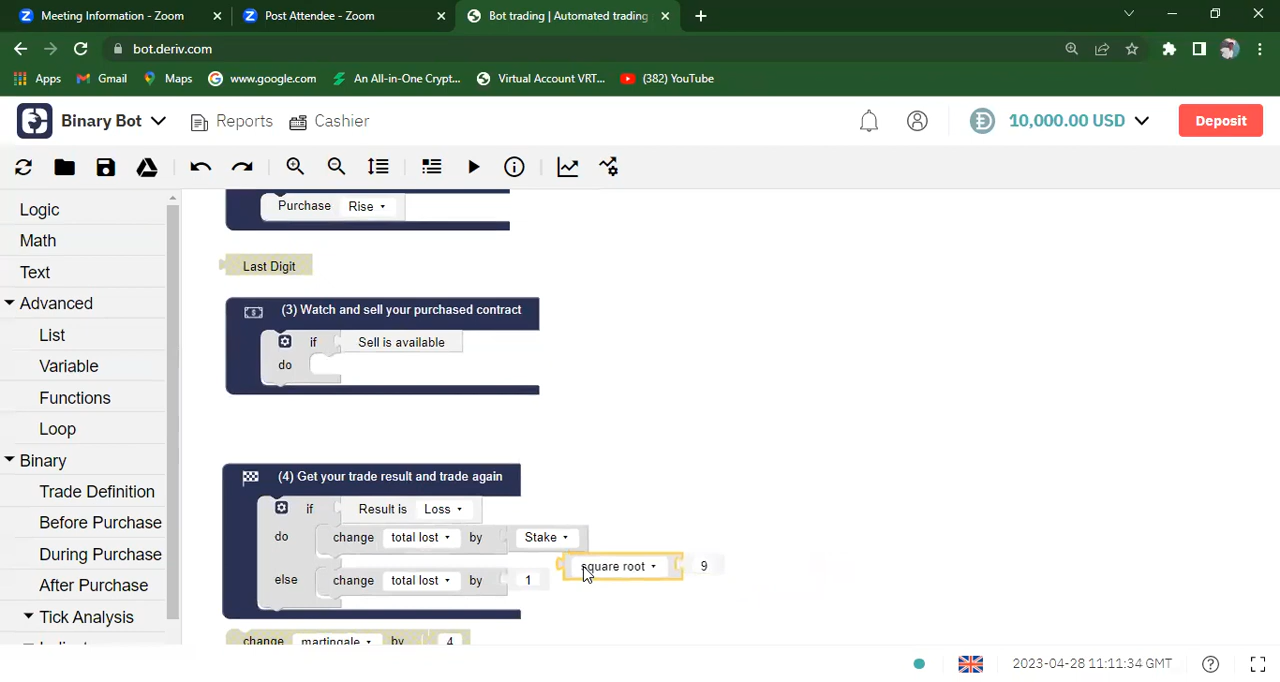 Meeting Information - Zoom
Post Attendee - Zoom
Bot trading | Automated trading
bot.deriv.com
Apps
Gmail
Maps
www.google.com
An All-in-One Crypt...
Virtual Account VRT...
(382) YouTube
Binary Bot
Reports
Cashier
10,000.00 USD
Deposit
Logic
Math
Text
Advanced
List
Variable
Functions
Loop
Binary
Trade Definition
Before Purchase
During Purchase
After Purchase
Tick Analysis
Purchase Rise
Last Digit
(3) Watch and sell your purchased contract
if Sell is available
do
(4) Get your trade result and trade again
if Result is Loss
do change total lost by Stake
square root 9
else change total lost by 1
change martingale by 4
2023-04-28 11:11:34 GMT